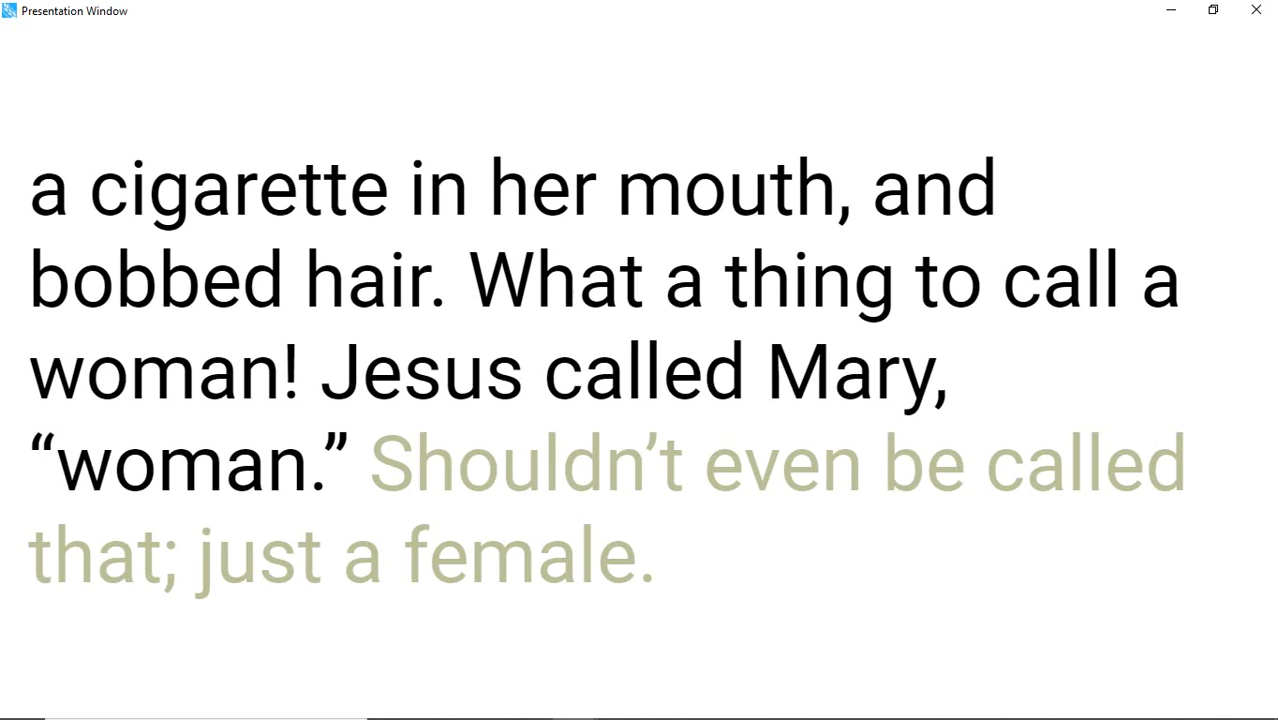 Presentation Window
a cigarette in her mouth, and
bobbed hair. What a thing to call a
woman! Jesus called Mary,
“woman.” Shouldn’t even be called
that; just a female.